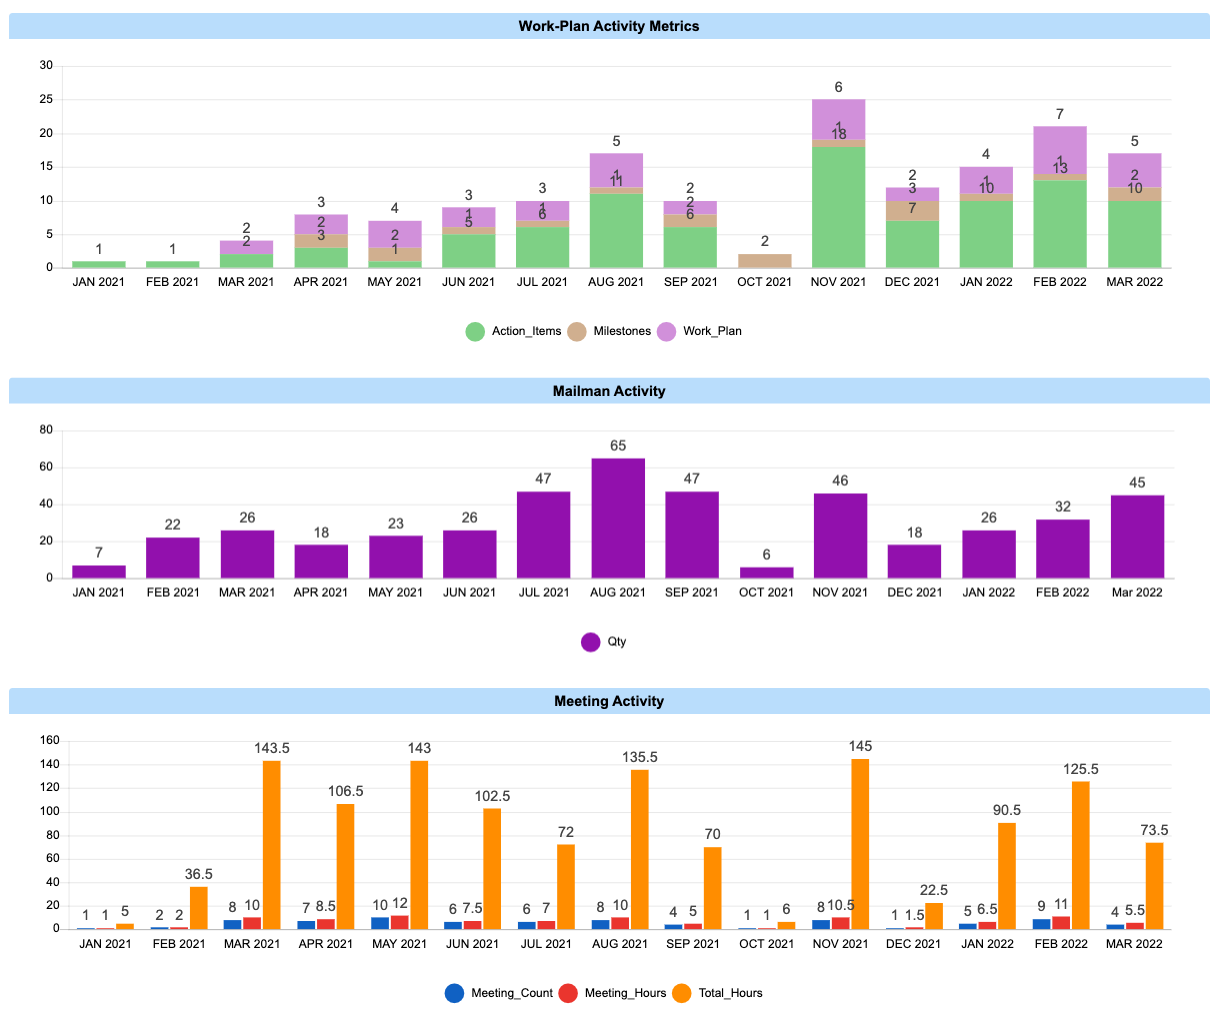 Work-Plan Activity Metrics
30
25
20
15
10
5
0
1 1 2 2 3 2 3 4 2 1 3 1 5 3 1 6 5 1 11 2 2 6 2 6 1 18 2 3 7 4 1 10 7 1 13 5 2 10
JAN 2021 FEB 2021 MAR 2021 APR 2021 MAY 2021 JUN 2021 JUL 2021 AUG 2021 SEP 2021 OCT 2021 NOV 2021 DEC 2021 JAN 2022 FEB 2022 MAR 2022
Action_Items Milestones Work_Plan
Mailman Activity
80
60
40
20
0
7 22 26 18 23 26 47 65 47 6 46 18 26 32 45
JAN 2021 FEB 2021 MAR 2021 APR 2021 MAY 2021 JUN 2021 JUL 2021 AUG 2021 SEP 2021 OCT 2021 NOV 2021 DEC 2021 JAN 2022 FEB 2022 Mar 2022
Qty
Meeting Activity
160
140
120
100
80
60
40
20
0
1 1 5 2 2 36.5 8 10 143.5 7 8.5 106.5 10 12 143 6 7.5 102.5 6 7 72 8 10 135.5 4 5 70 1 1 6 8 10.5 145 1 1.5 22.5 5 6.5 90.5 9 11 125.5 4 5.5 73.5
JAN 2021 FEB 2021 MAR 2021 APR 2021 MAY 2021 JUN 2021 JUL 2021 AUG 2021 SEP 2021 OCT 2021 NOV 2021 DEC 2021 JAN 2022 FEB 2022 MAR 2022
Meeting_Count Meeting_Hours Total_Hours